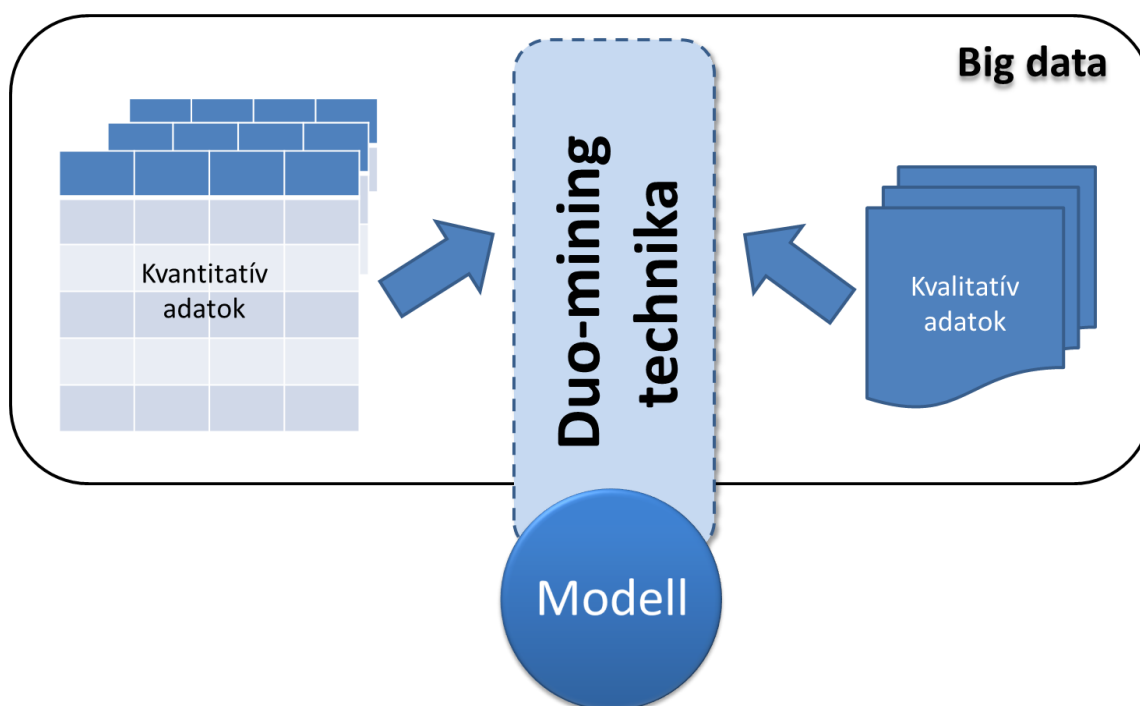 Big data
Kvantitatív
adatok
Duo-mining
technika
Kvalitatív
adatok
Modell